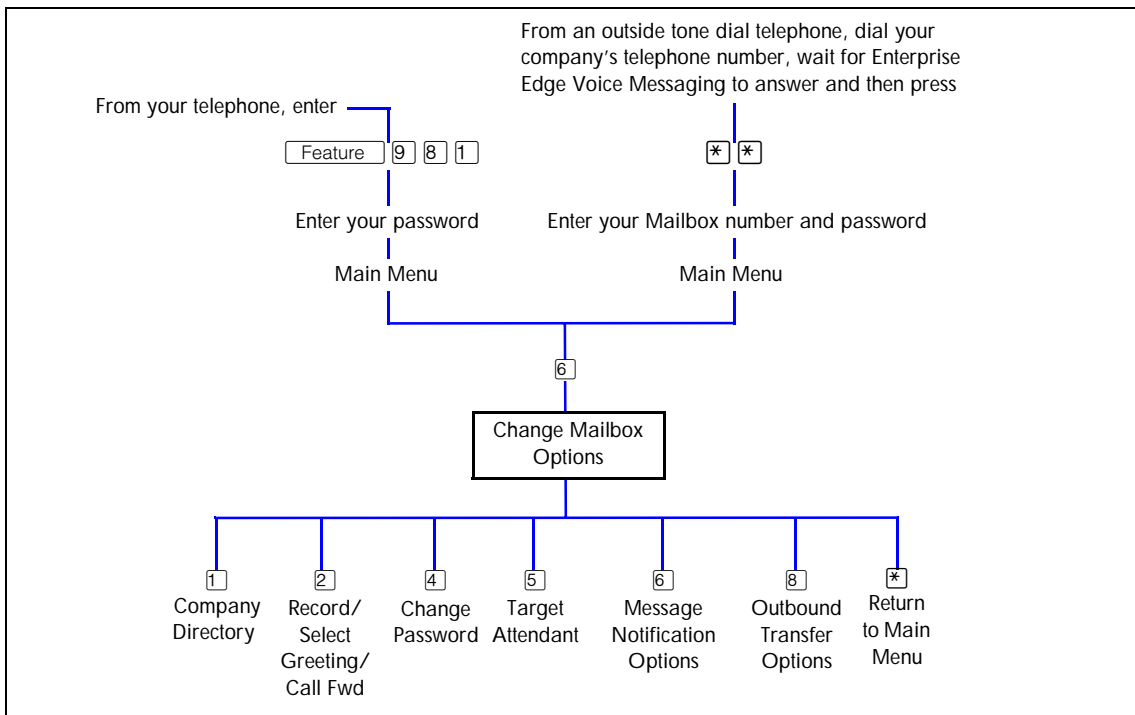 From an outside tone dial telephone, dial your
company's telephone number, wait for Enterprise
Edge Voice Messaging to answer and then press
From your telephone, enter
Feature 9 8 1
* *
Enter your password
Enter your Mailbox number and password
Main Menu
Main Menu
6
Change Mailbox
Options
1
Company
Directory
2
Record/
Select
Greeting/
Call Fwd
4
Change
Password
5
Target
Attendant
6
Message
Notification
Options
8
Outbound
Transfer
Options
*
Return
to Main
Menu